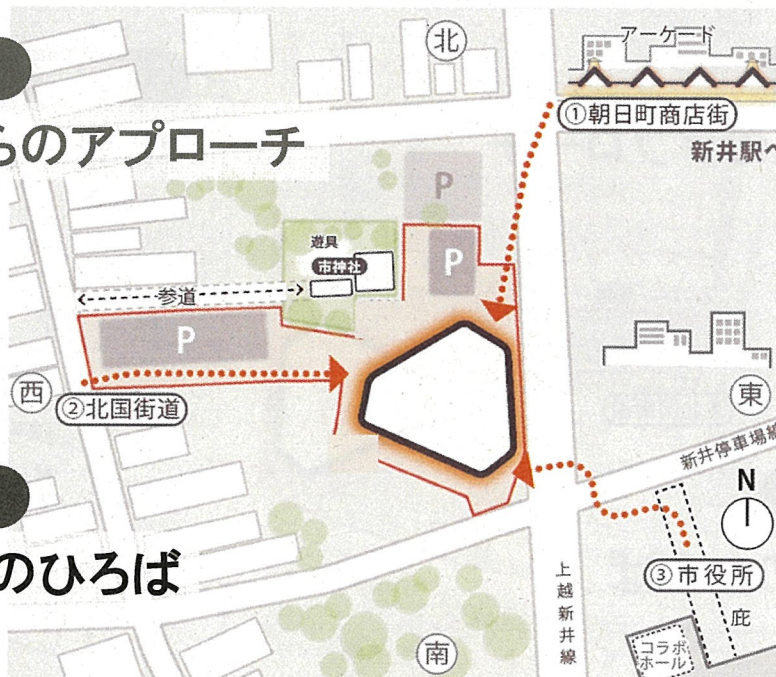 北
アーケード
①朝日町商店街
新井駅へ
らのアプローチ
P
P
遊具
市神社
参道
P
西
②北国街道
東
新井停車場線
N
のひろば
③市役所
上越新井線
庇
コラボ
ホール
南